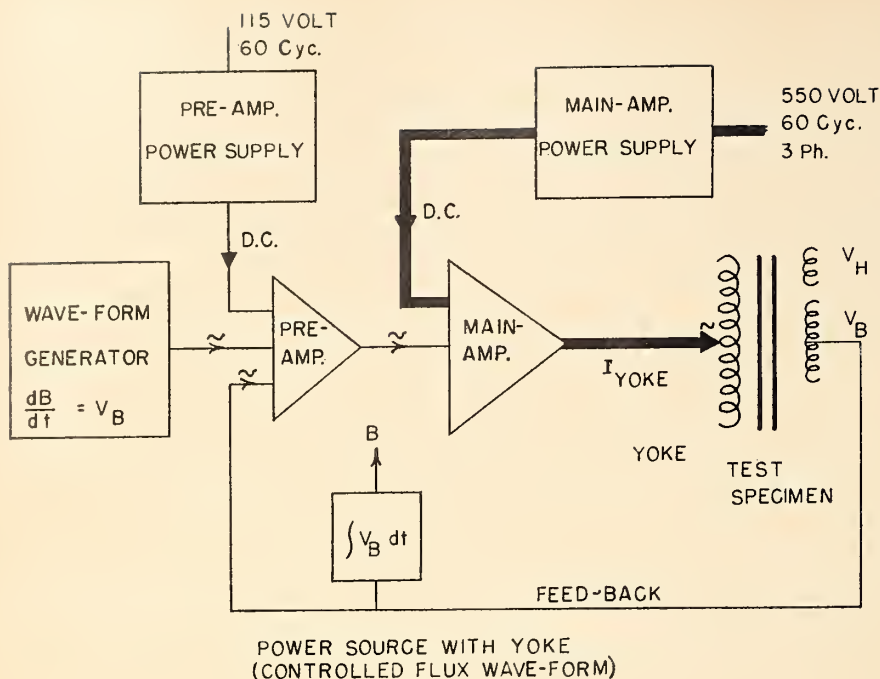 115 VOLT
60 Cyc.
PRE-AMP.
POWER SUPPLY
MAIN-AMP.
POWER SUPPLY
550 VOLT
60 Cyc.
3 Ph.
D.C.
D.C.
WAVE-FORM
GENERATOR
dB/dt = V_B
PRE-
AMP.
MAIN-
AMP.
I YOKE
V_H
V_B
YOKE
TEST
SPECIMEN
B
∫ V_B dt
FEED-BACK
POWER SOURCE WITH YOKE
(CONTROLLED FLUX WAVE-FORM)